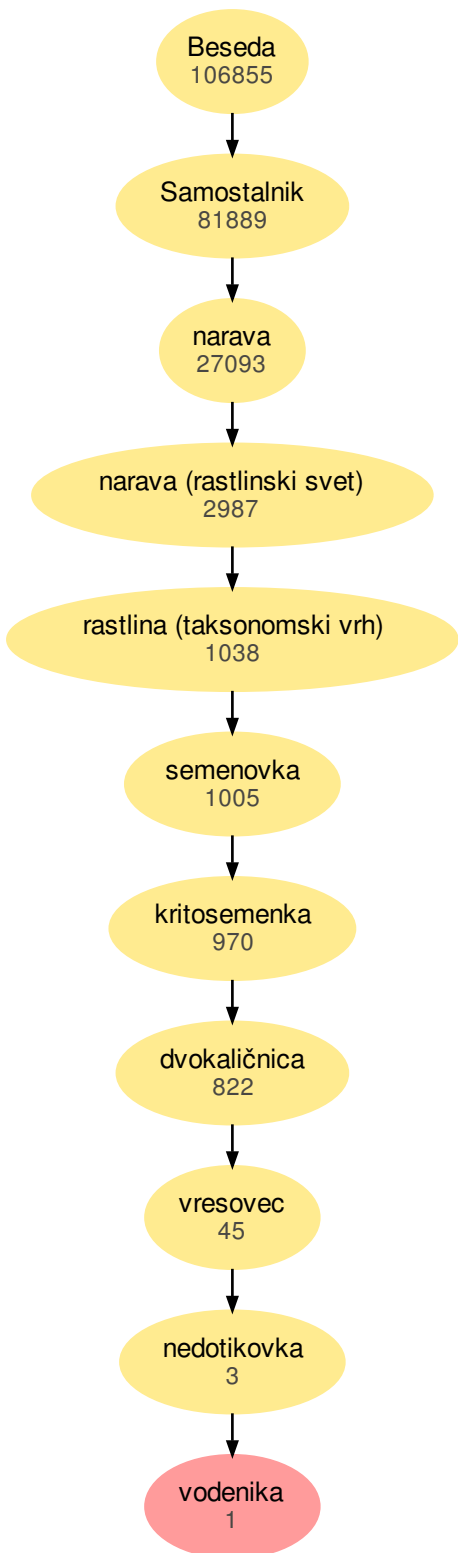 Beseda
106855
Samostalnik
81889
narava
27093
narava (rastlinski svet)
2987
rastlina (taksonomski vrh)
1038
semenovka
1005
kritosemenka
970
dvokaličnica
822
vresovec
45
nedotikovka
3
vodenika
1